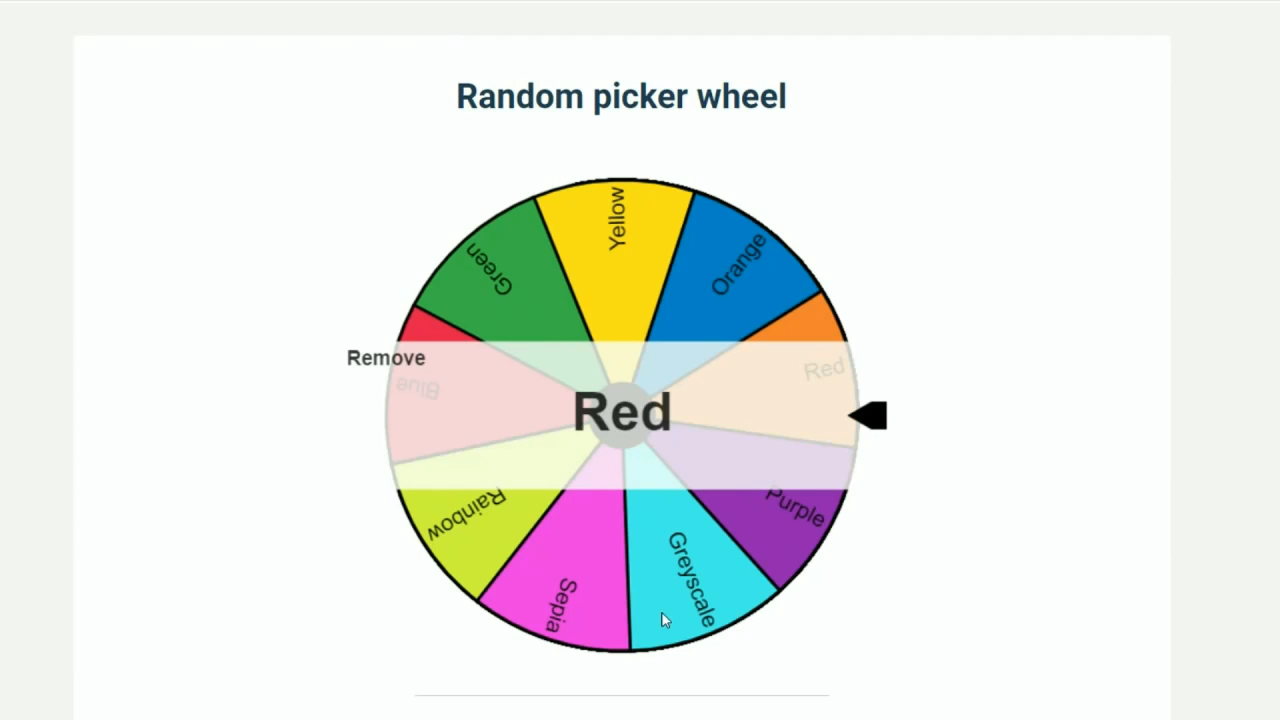 Random picker wheel
Yellow
Green
Orange
Remove
Blue
Red
Red
Rainbow
Purple
Greyscale
Sepia